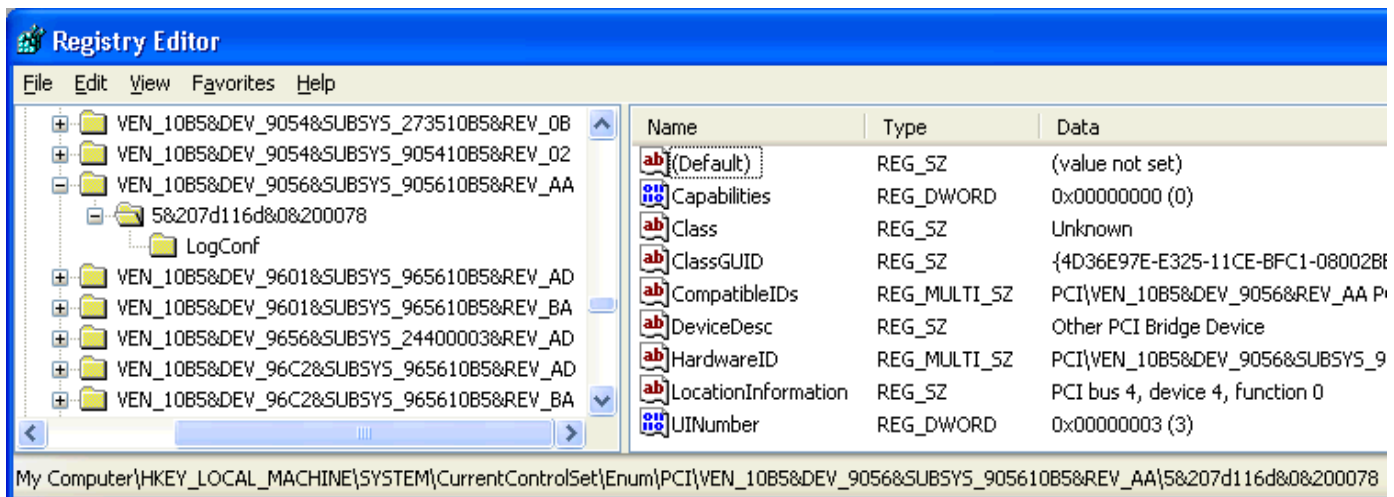 Registry Editor
File Edit View Favorites Help
VEN_10B5&DEV_9054&SUBSYS_273510B5&REV_0B
VEN_10B5&DEV_9054&SUBSYS_905410B5&REV_02
VEN_10B5&DEV_9056&SUBSYS_905610B5&REV_AA
5&207d116d&0&200078
LogConf
VEN_10B5&DEV_9601&SUBSYS_965610B5&REV_AD
VEN_10B5&DEV_9601&SUBSYS_965610B5&REV_BA
VEN_10B5&DEV_9656&SUBSYS_24400003&REV_AD
VEN_10B5&DEV_96C2&SUBSYS_965610B5&REV_AD
VEN_10B5&DEV_96C2&SUBSYS_965610B5&REV_BA
Name Type Data
(Default) REG_SZ (value not set)
Capabilities REG_DWORD 0x00000000 (0)
Class REG_SZ Unknown
ClassGUID REG_SZ {4D36E97E-E325-11CE-BFC1-08002BE
CompatibleIDs REG_MULTI_SZ PCI\VEN_10B5&DEV_9056&REV_AA
DeviceDesc REG_SZ Other PCI Bridge Device
HardwareID REG_MULTI_SZ PCI\VEN_10B5&DEV_9056&SUBSYS_9
LocationInformation REG_SZ PCI bus 4, device 4, function 0
UINumber REG_DWORD 0x00000003 (3)
My Computer\HKEY_LOCAL_MACHINE\SYSTEM\CurrentControlSet\Enum\PCI\VEN_10B5&DEV_9056&SUBSYS_905610B5&REV_AA\5&207d116d&0&200078